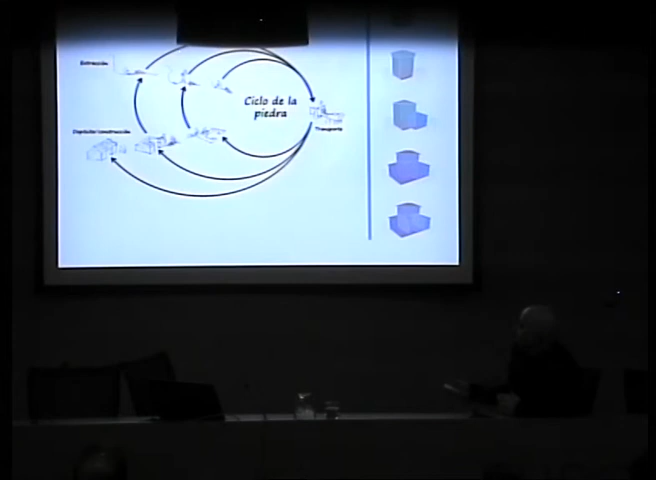 Extracción
Ciclo de la
piedra
Transporte
Depósito/construcción